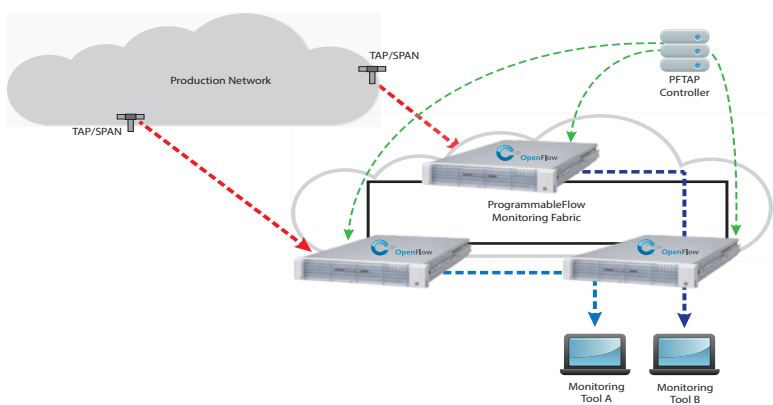 TAP/SPAN
Production Network
PFTAP
Controller
TAP/SPAN
OpenFlow
ProgrammableFlow
Monitoring Fabric
OpenFlow
OpenFlow
Monitoring
Tool A
Monitoring
Tool B